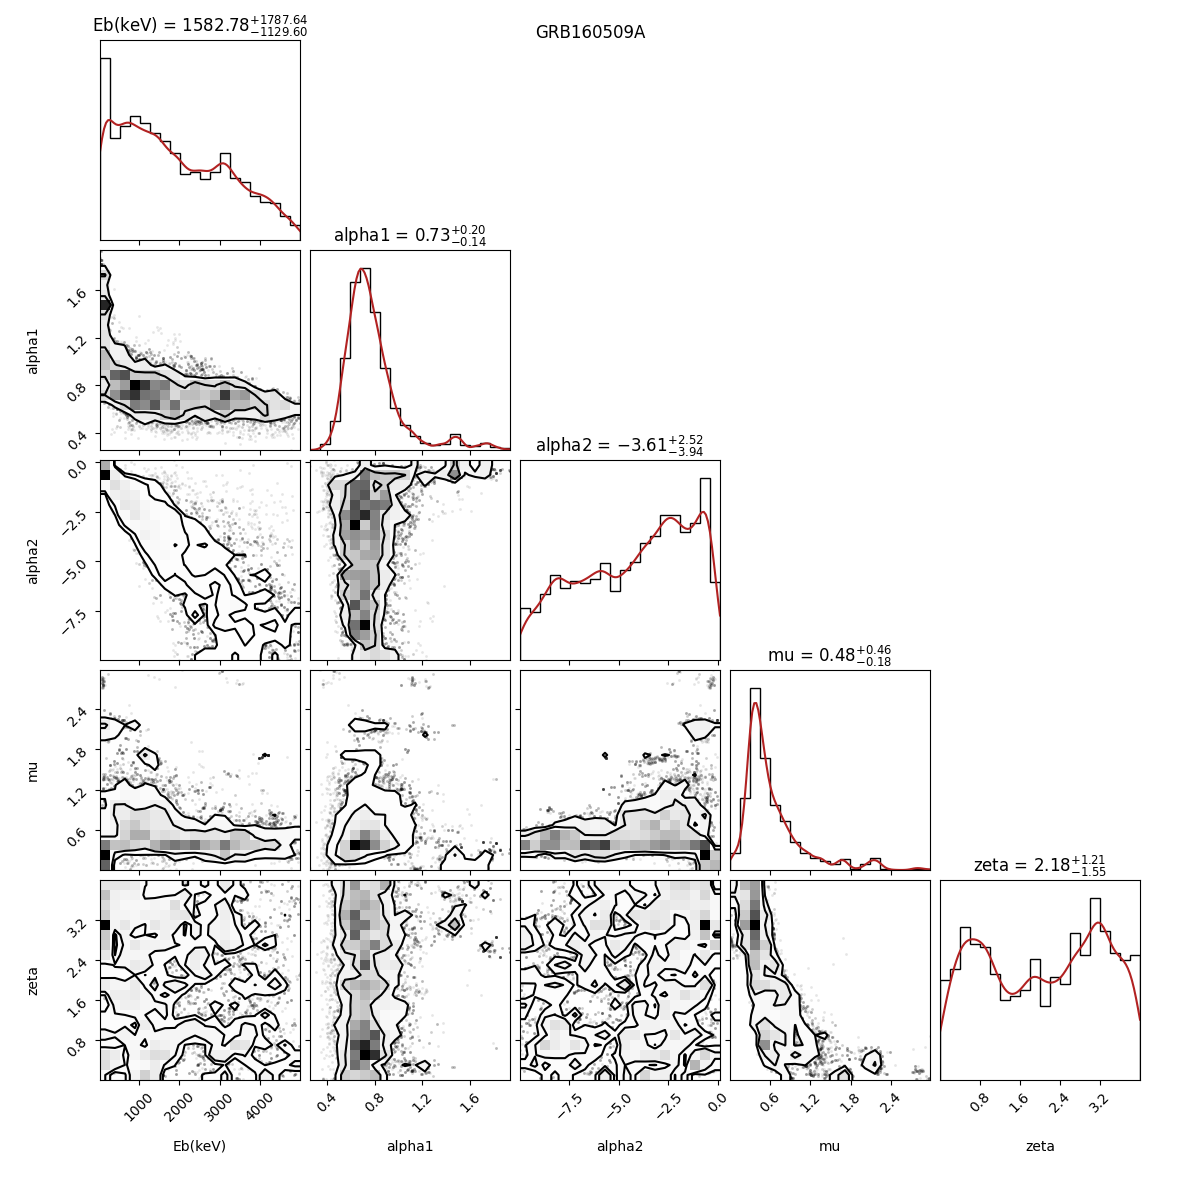 Eb(keV) = 1582.78+1787.64−1129.60
GRB160509A
alpha1 = 0.73+0.20−0.14
1.6
1.2
0.8
0.4
alpha1
alpha2 = −3.61+2.52−3.94
0.0
−2.5
−5.0
−7.5
alpha2
mu = 0.48+0.46−0.18
2.4
1.8
1.2
0.6
mu
zeta = 2.18+1.21−1.55
3.2
2.4
1.6
0.8
zeta
1000 2000 3000 4000
0.4 0.8 1.2 1.6
−7.5 −5.0 −2.5 0.0
0.6 1.2 1.8 2.4
0.8 1.6 2.4 3.2
Eb(keV) alpha1 alpha2 mu zeta